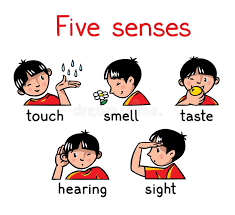 Five senses
touch smell taste
hearing sight